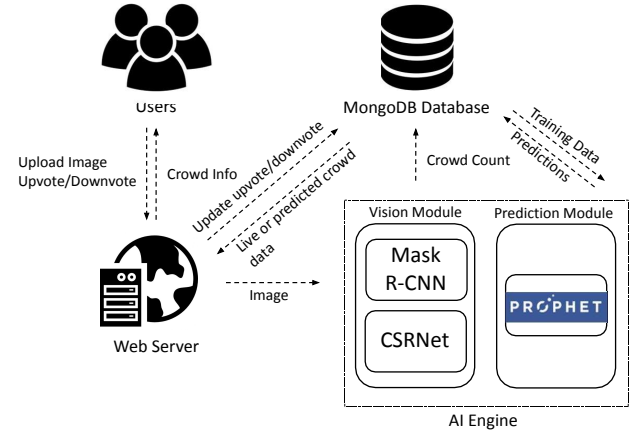 Users
MongoDB Database
Upload Image
Upvote/Downvote
Crowd Info
Update upvote/downvote
Live or predicted crowd
data
Crowd Count
Training Data
Predictions
Vision Module
Prediction Module
Mask
R-CNN
CSRNet
PROPHET
Image
Web Server
AI Engine